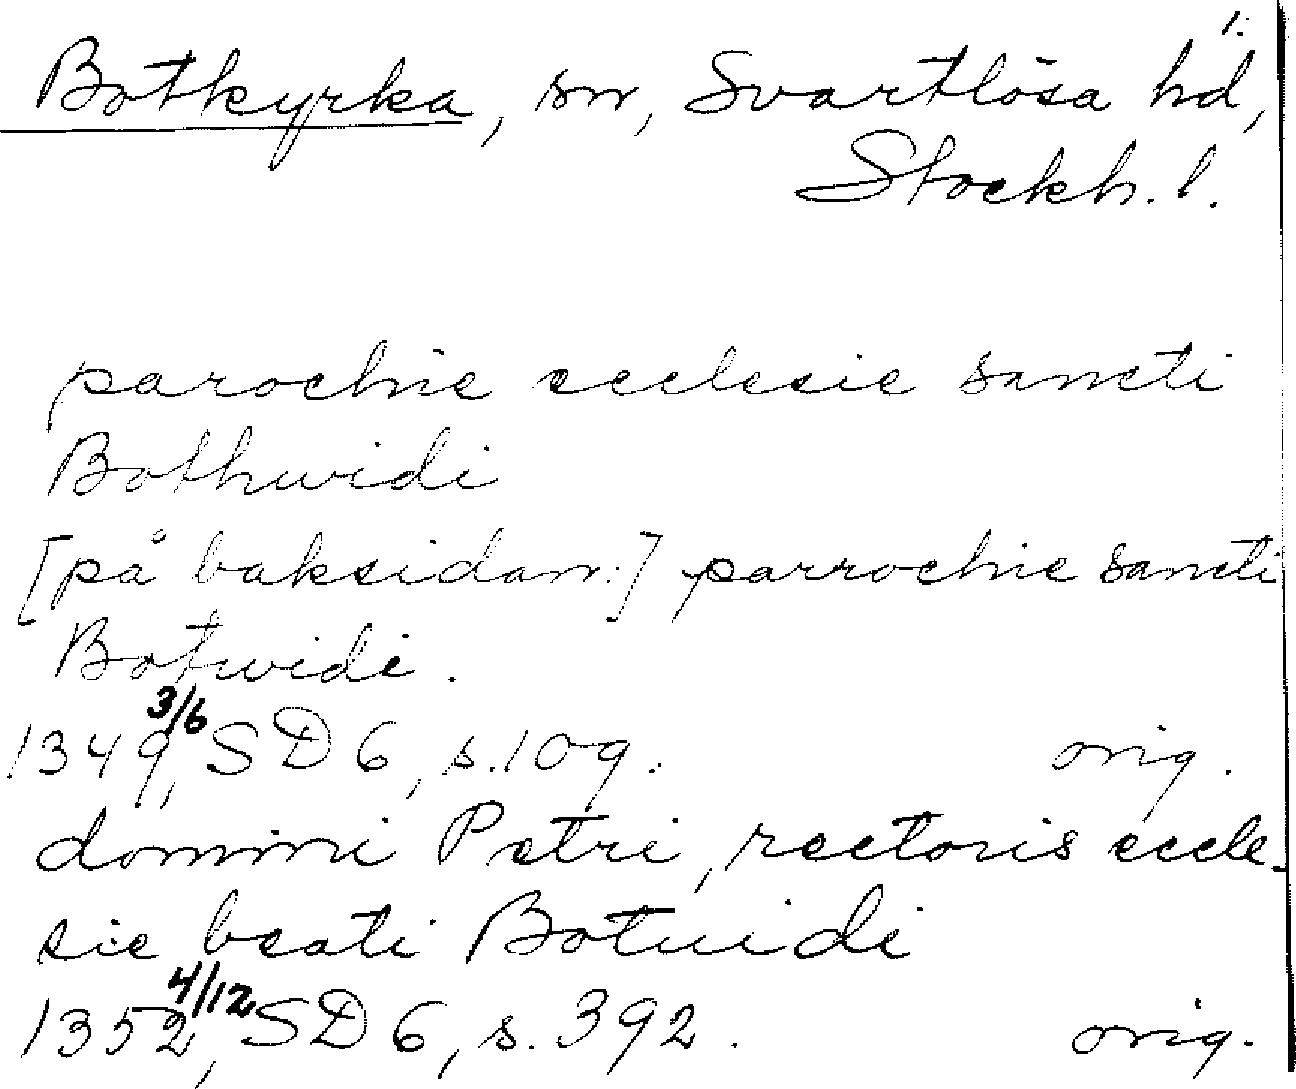 1.
Botkyrka, sn, Svartlösa hd,
Stockh. l.
parochie ecclesie sancti
Bothwidi
[på baksidan:] parrochie sancti
Botwidi.
1349 3/6, SD 6, s. 109. orig.
domini Petri, rectoris eccle-
sie beati Botuidi
1352 4/12, SD 6, s. 392. orig.